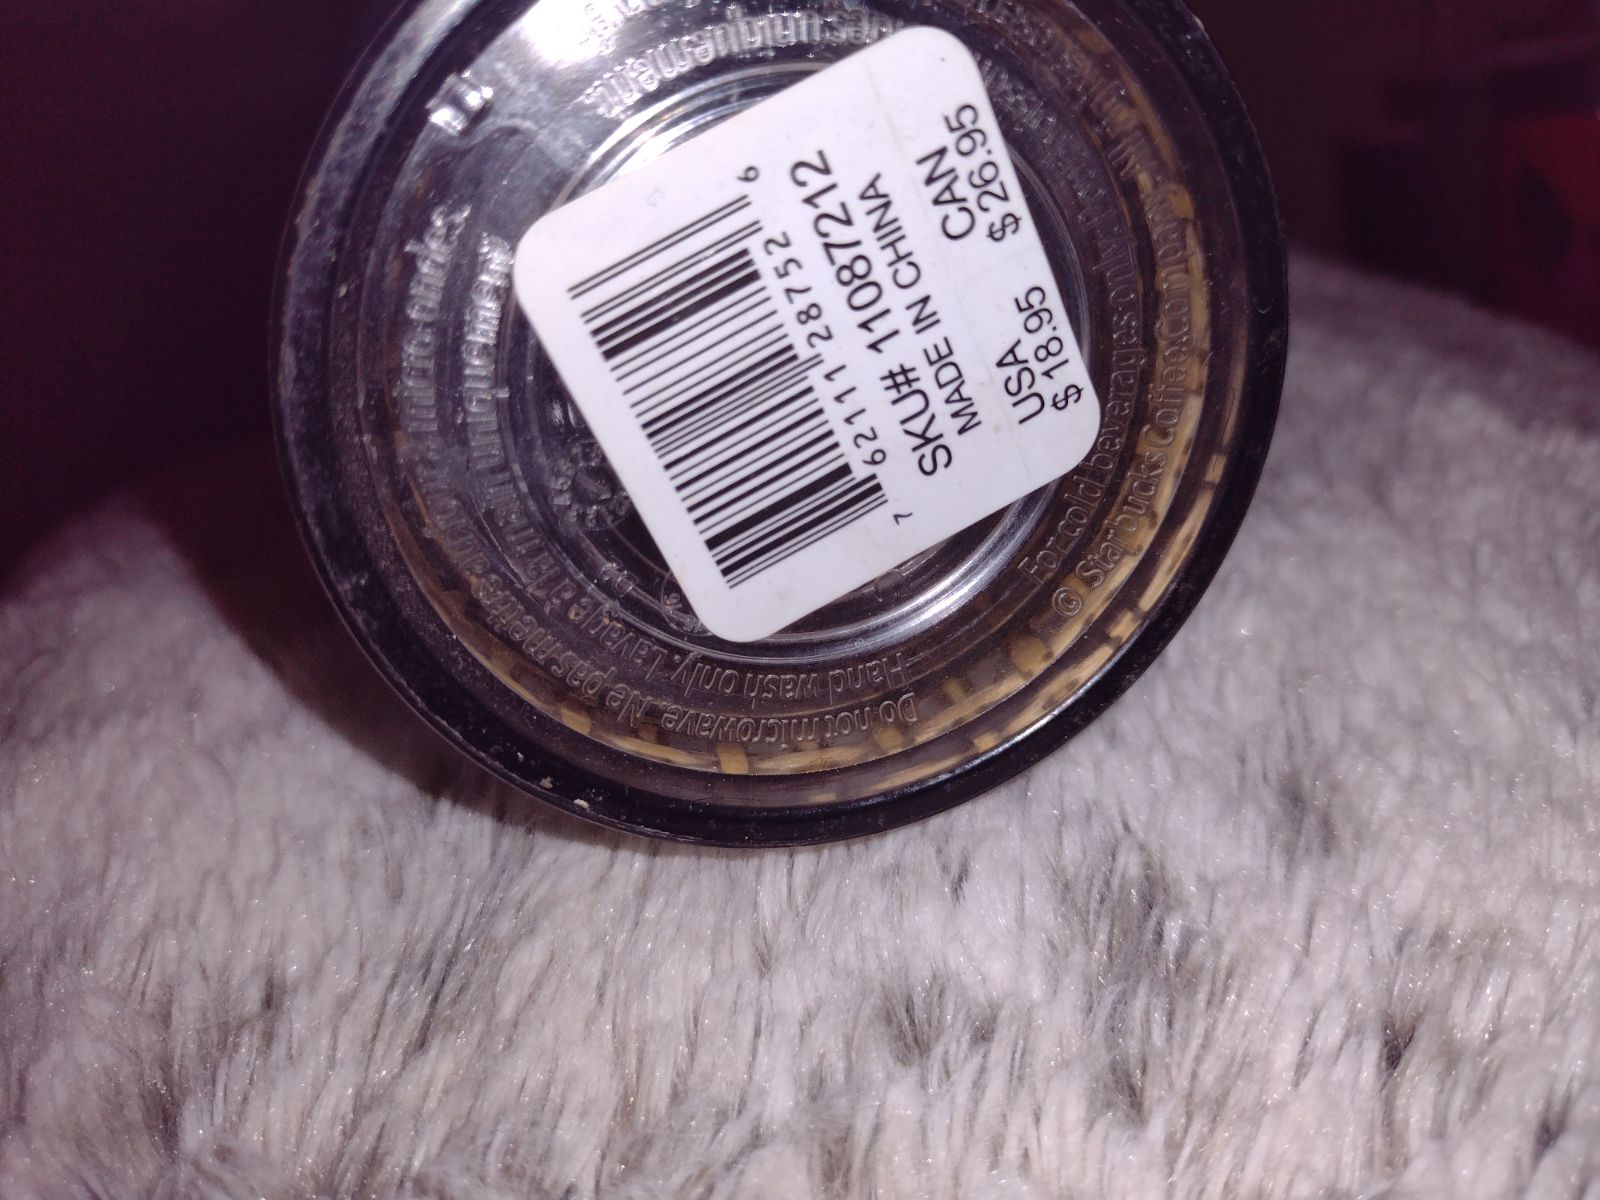 7 62111 28752 6
SKU# 11087212
MADE IN CHINA
USA CAN
$18.95 $26.95
For cold beverages only.
© Starbucks Coffee Company.
Do not microwave. Ne pas mettre au micro-ondes.
Hand wash only. Lavage à la main uniquement.
uniquement.